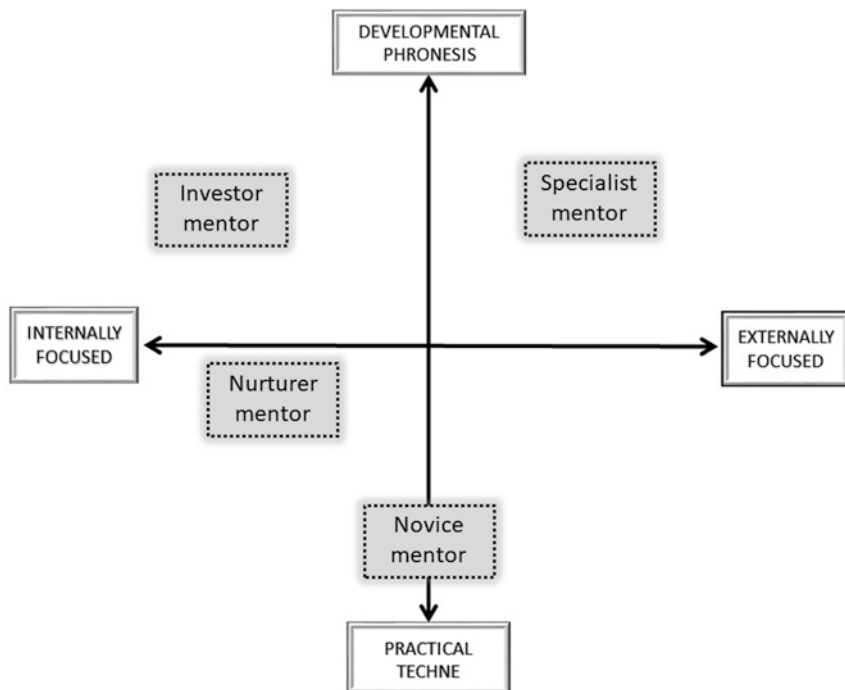 DEVELOPMENTAL
PHRONESIS
Investor
mentor
Specialist
mentor
INTERNALLY
FOCUSED
EXTERNALLY
FOCUSED
Nurturer
mentor
Novice
mentor
PRACTICAL
TECHNE